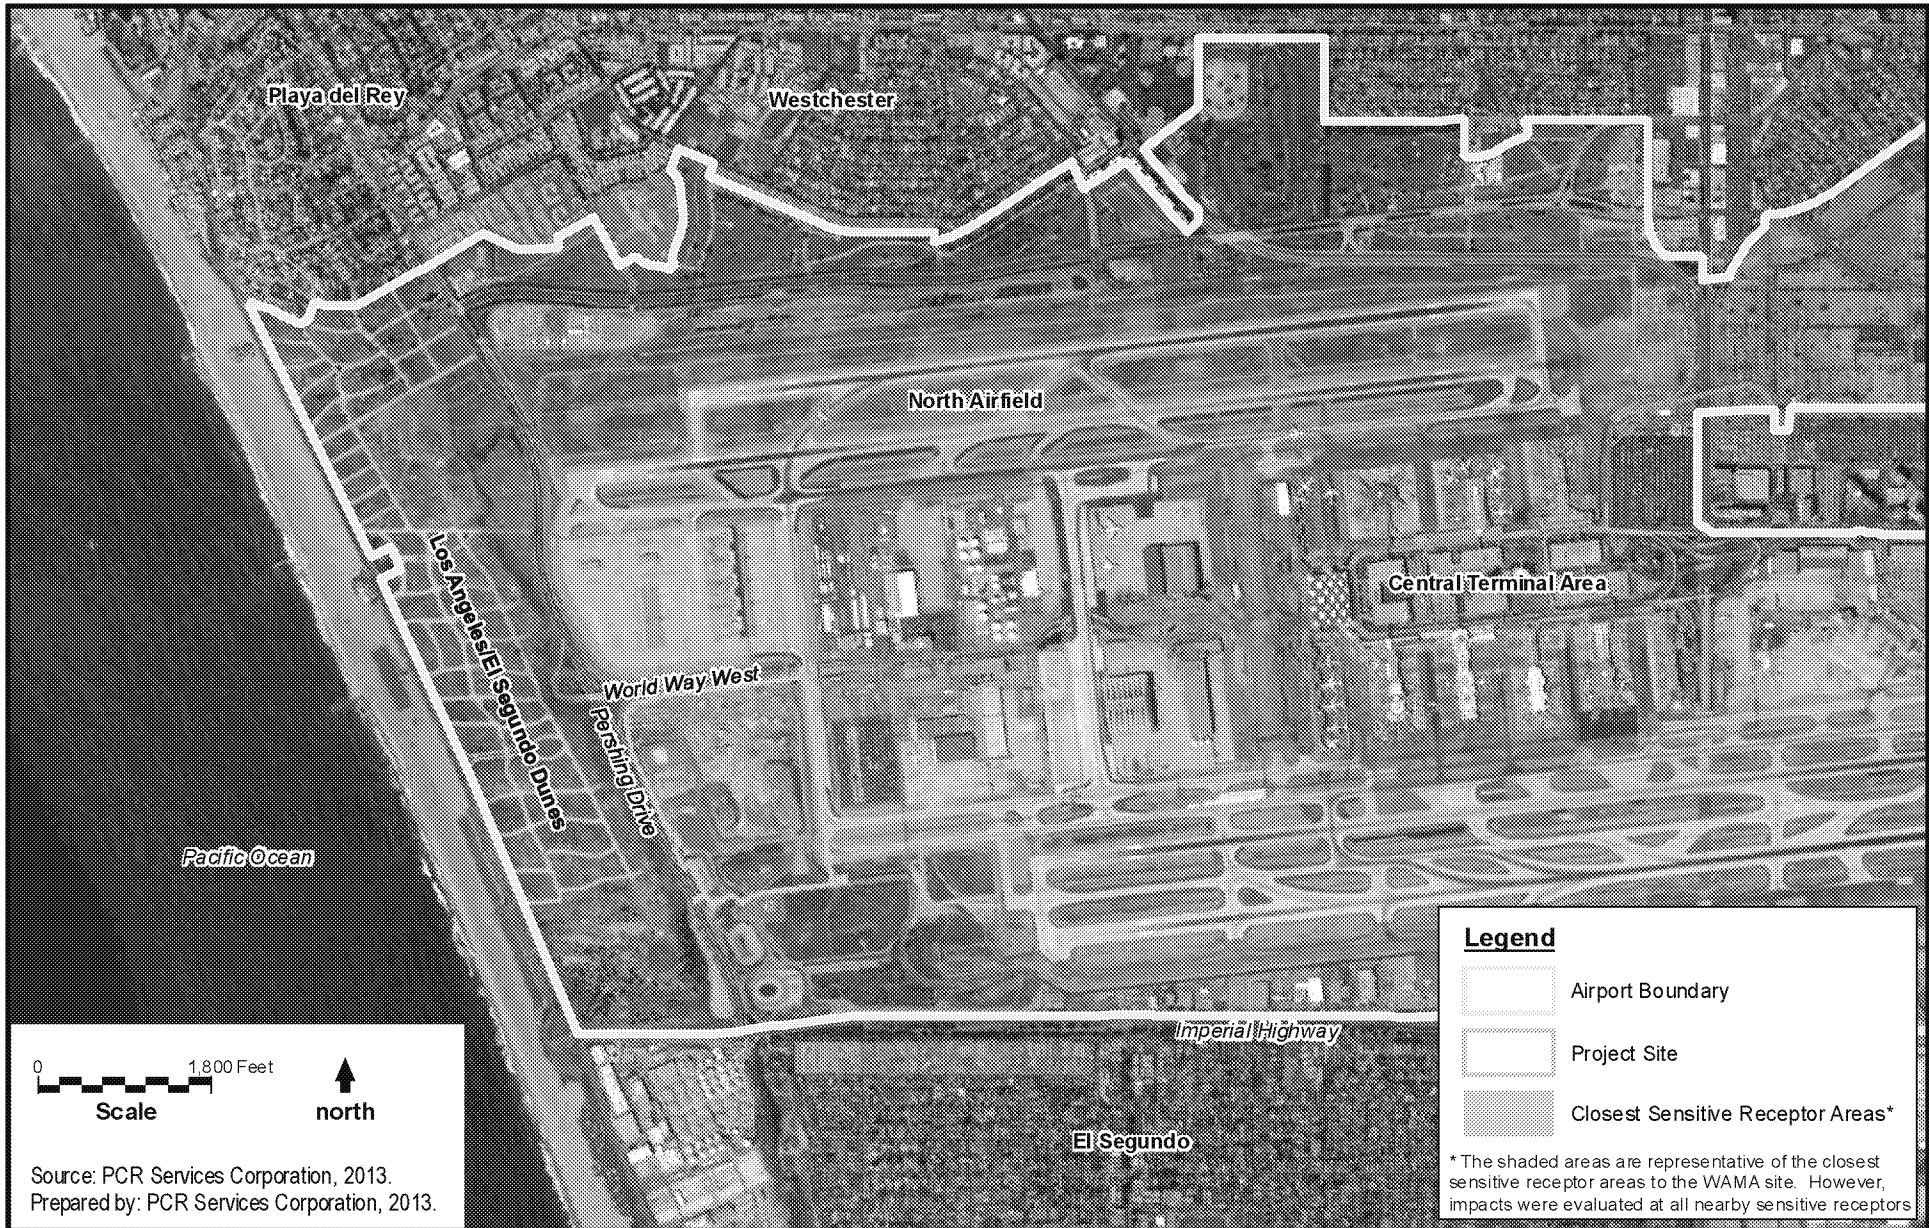 Playa del Rey
Westchester
North Airfield
Central Terminal Area
Los Angeles/El Segundo Dunes
World Way West
Pershing Drive
Pacific Ocean
Imperial Highway
El Segundo
0 1,800 Feet
Scale
north
Source: PCR Services Corporation, 2013.
Prepared by: PCR Services Corporation, 2013.
Legend
Airport Boundary
Project Site
Closest Sensitive Receptor Areas*
* The shaded areas are representative of the closest
sensitive receptor areas to the WAMA site. However,
impacts were evaluated at all nearby sensitive receptors